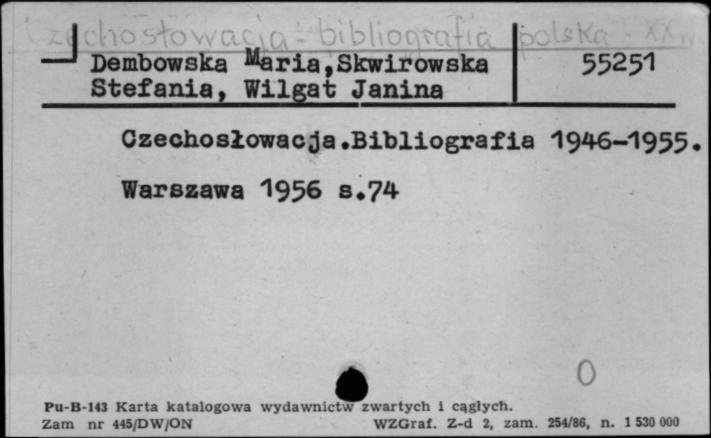 Czechosłowacja - bibliografia polska - XX w.
Dembowska Maria,Skwirowska 55251
Stefania, Wilgat Janina
Czechosłowacja.Bibliografia 1946-1955.
Warszawa 1956 s.74
0
Pu-B-143 Karta katalogowa wydawnictw zwartych i cągłych.
Zam nr 445/DW/ON WZGraf. Z-d 2, zam. 254/86, n. 1 530 000